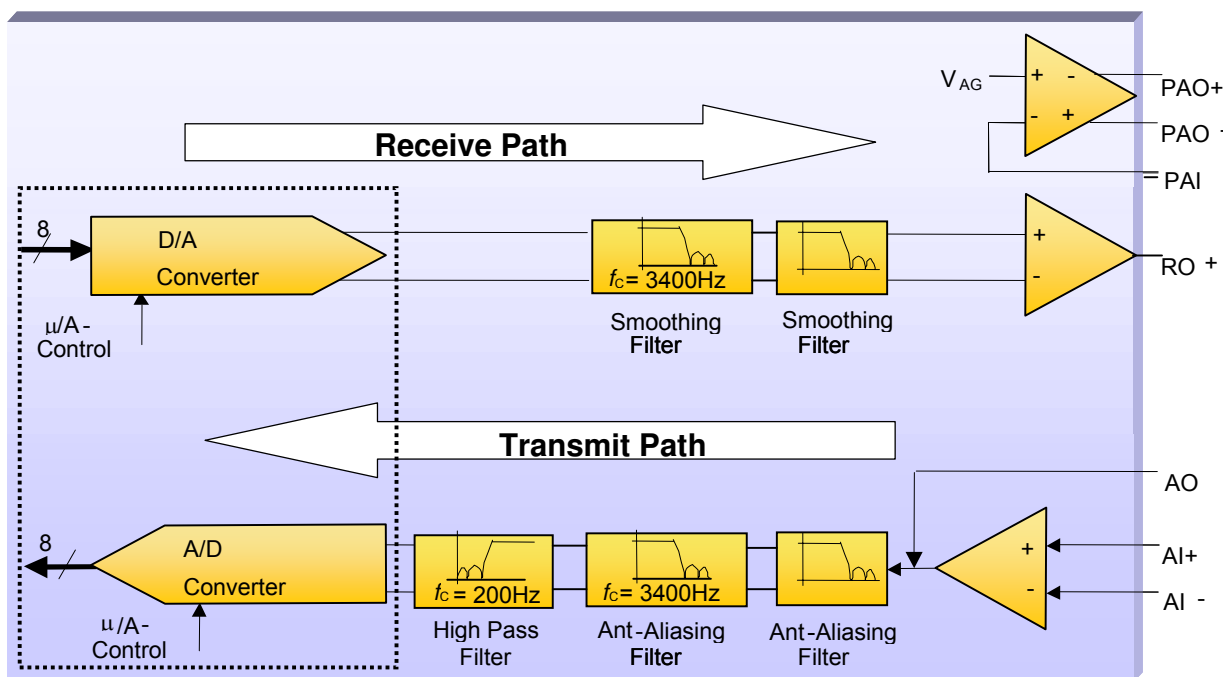 V AG
+ -
- +
PAO+
PAO -
PAI
Receive Path
8
D/A
Converter
µ/A-
Control
fC = 3400Hz
Smoothing
Filter
Smoothing
Filter
+
-
RO +
Transmit Path
AO
8
A/D
Converter
µ/A-
Control
fC = 200Hz
High Pass
Filter
fC = 3400Hz
Ant-Aliasing
Filter
Ant-Aliasing
Filter
+
-
AI+
AI -